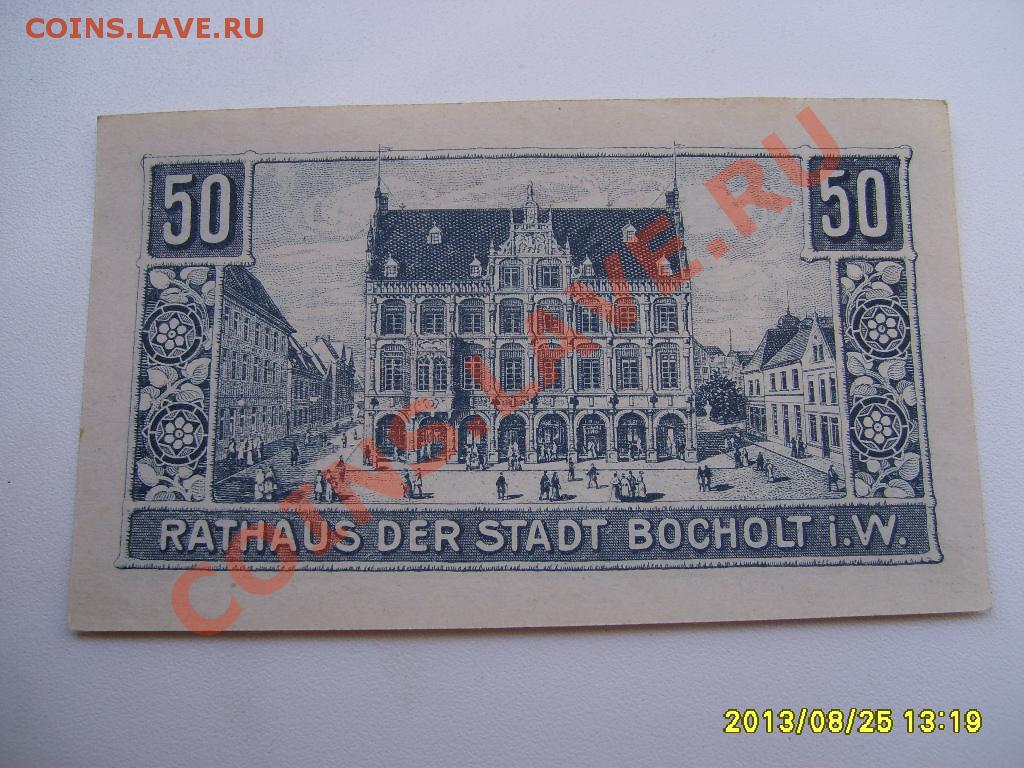 COINS.LAVE.RU
50 50
COINS.LAVE.RU
RATHAUS DER STADT BOCHOLT i.W.
2013/08/25 13:19